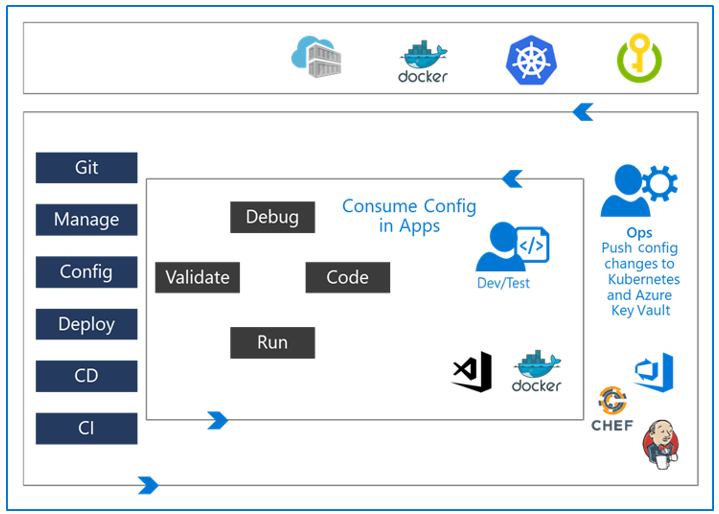 docker
Git
Manage
Config
Deploy
CD
CI
Debug
Validate
Code
Run
Consume Config
in Apps
</>
Dev/Test
docker
Ops
Push config
changes to
Kubernetes
and Azure
Key Vault
CHEF